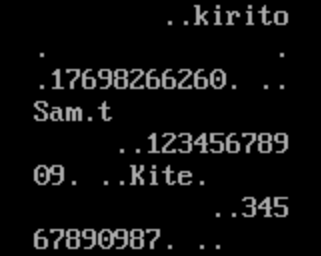 ..kirito
. .
.17698266260. ..
Sam.t
..123456789
09. ..Kite.
..345
67890987. ..